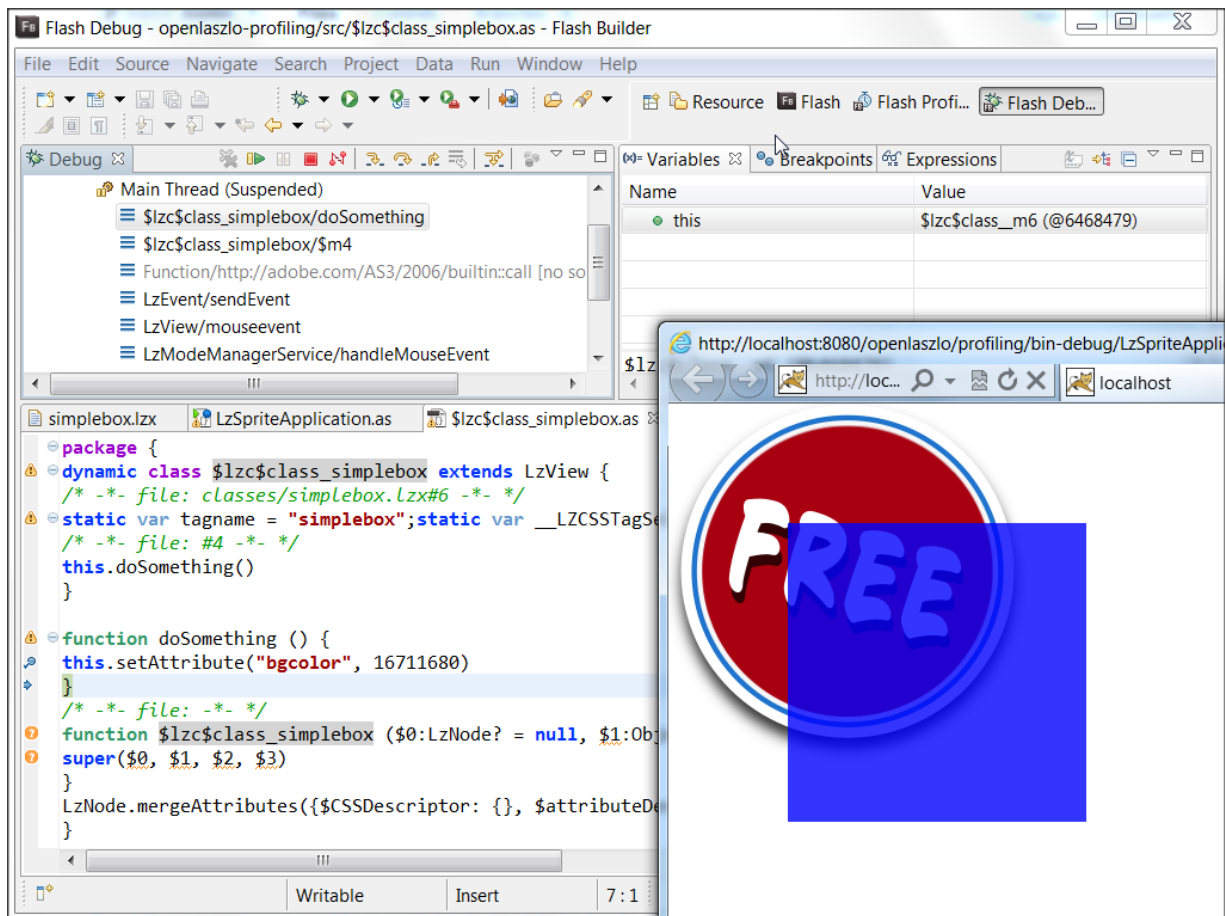 Flash Debug - openlaszlo-profiling/src/$lzc$class_simplebox.as - Flash Builder
File Edit Source Navigate Search Project Data Run Window Help
Resource Flash Flash Profi... Flash Deb...
Debug
Main Thread (Suspended)
$lzc$class_simplebox/doSomething
$lzc$class_simplebox/$m4
Function/http://adobe.com/AS3/2006/builtin::call [no so
LzEvent/sendEvent
LzView/mouseevent
LzModeManagerService/handleMouseEvent
Variables Breakpoints Expressions
Name Value
this $lzc$class__m6 (@6468479)
$lz
simplebox.lzx LzSpriteApplication.as $lzc$class_simplebox.as
package {
dynamic class $lzc$class_simplebox extends LzView {
/* -*- file: classes/simplebox.lzx#6 -*- */
static var tagname = "simplebox";static var __LZCSSTagSe
/* -*- file: #4 -*- */
this.doSomething()
}
function doSomething () {
this.setAttribute("bgcolor", 16711680)
}
/* -*- file: -*- */
function $lzc$class_simplebox ($0:LzNode? = null, $1:Obj
super($0, $1, $2, $3)
}
LzNode.mergeAttributes({$CSSDescriptor: {}, $attributeDe
}
Writable Insert 7:1
http://localhost:8080/openlaszlo/profiling/bin-debug/LzSpriteAppli
http://loc... localhost
FREE